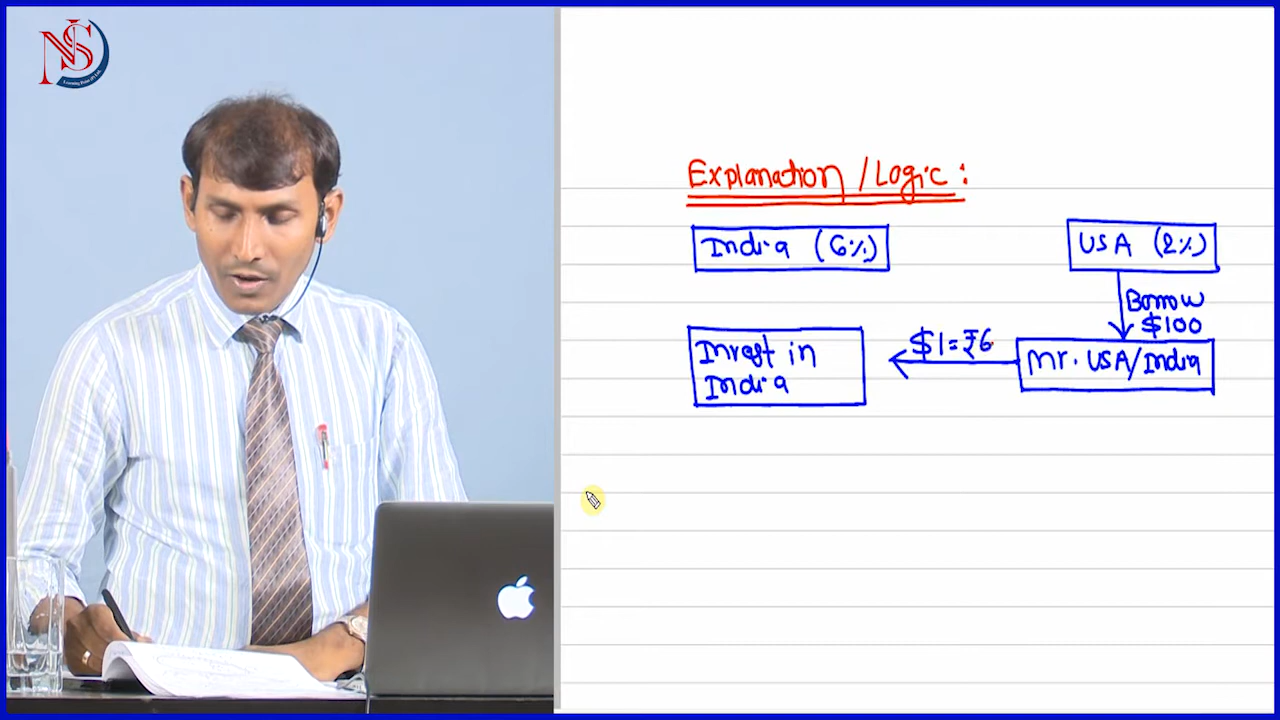 NS
Explanation / Logic :
India (6%)
USA (2%)
Borrow
$100
$1=₹6
Invest in
India
Mr. USA/India